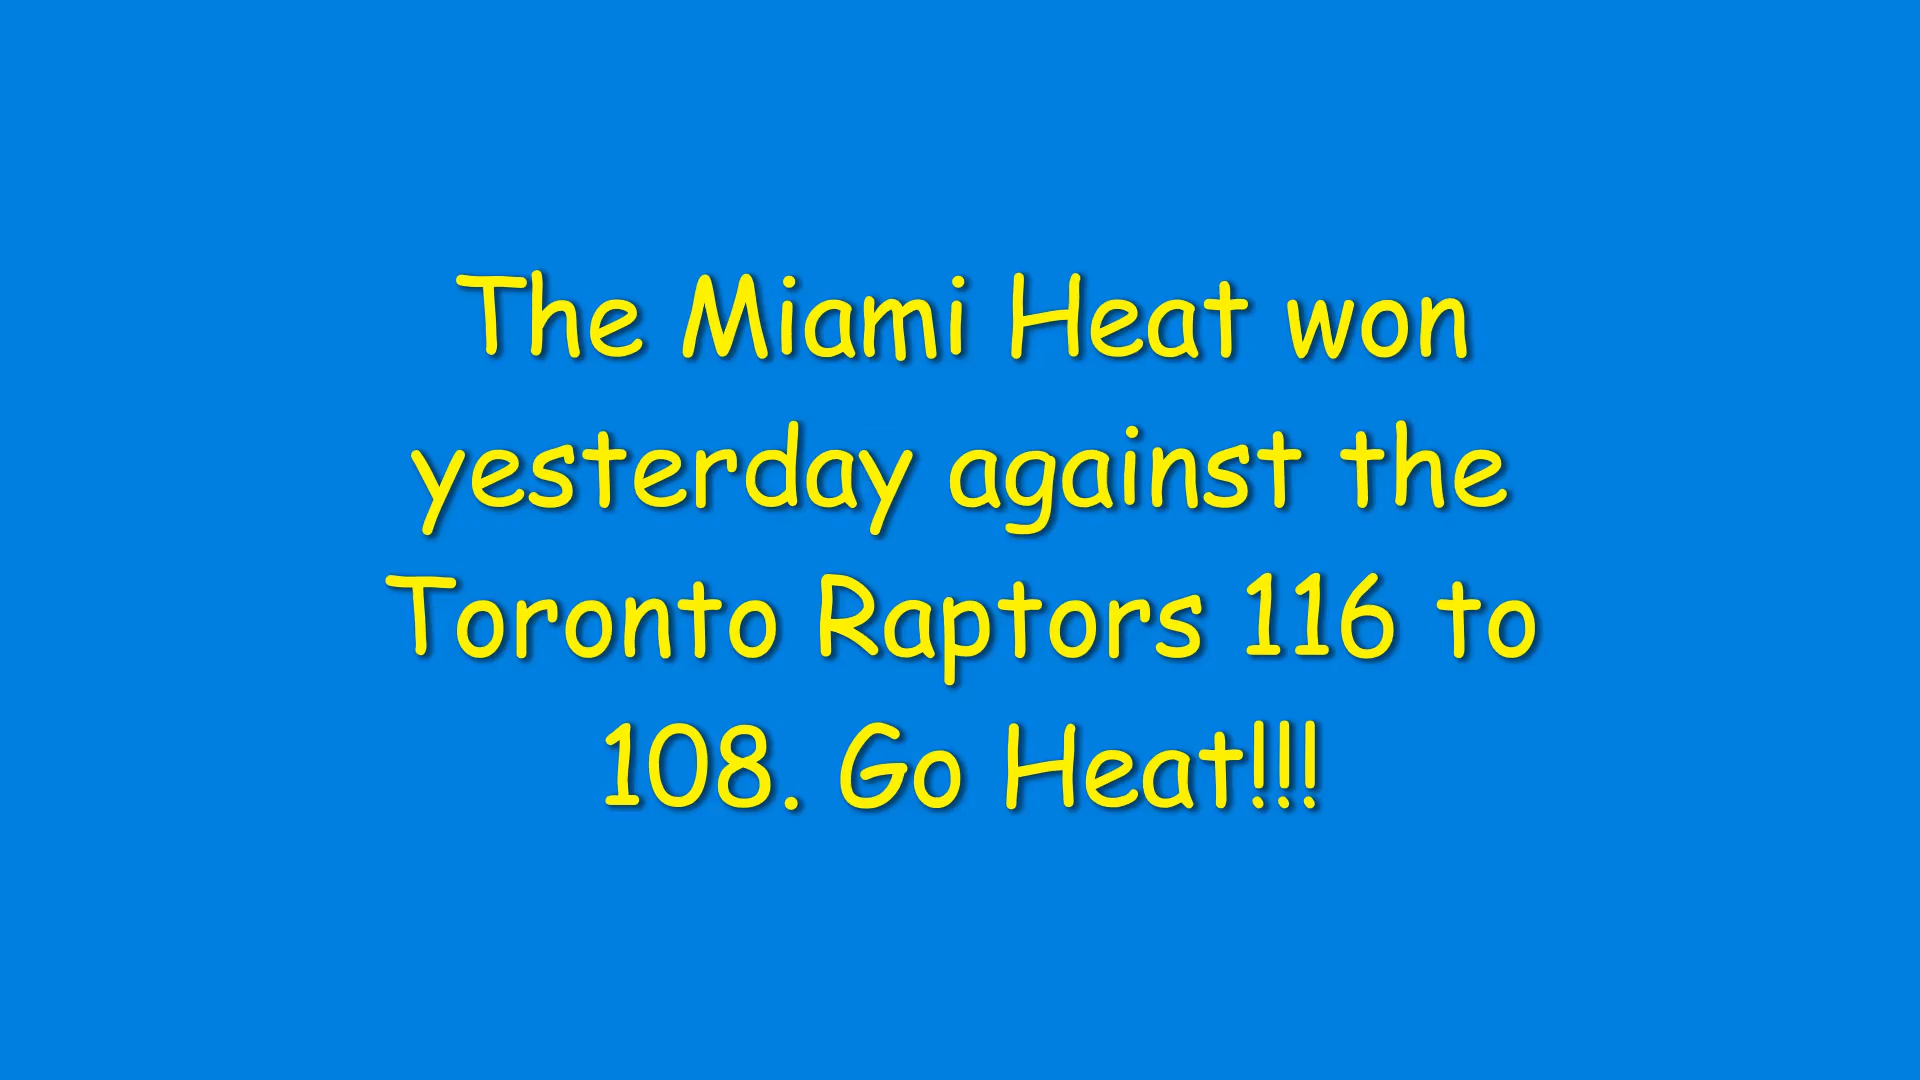 The Miami Heat won
yesterday against the
Toronto Raptors 116 to
108. Go Heat!!!